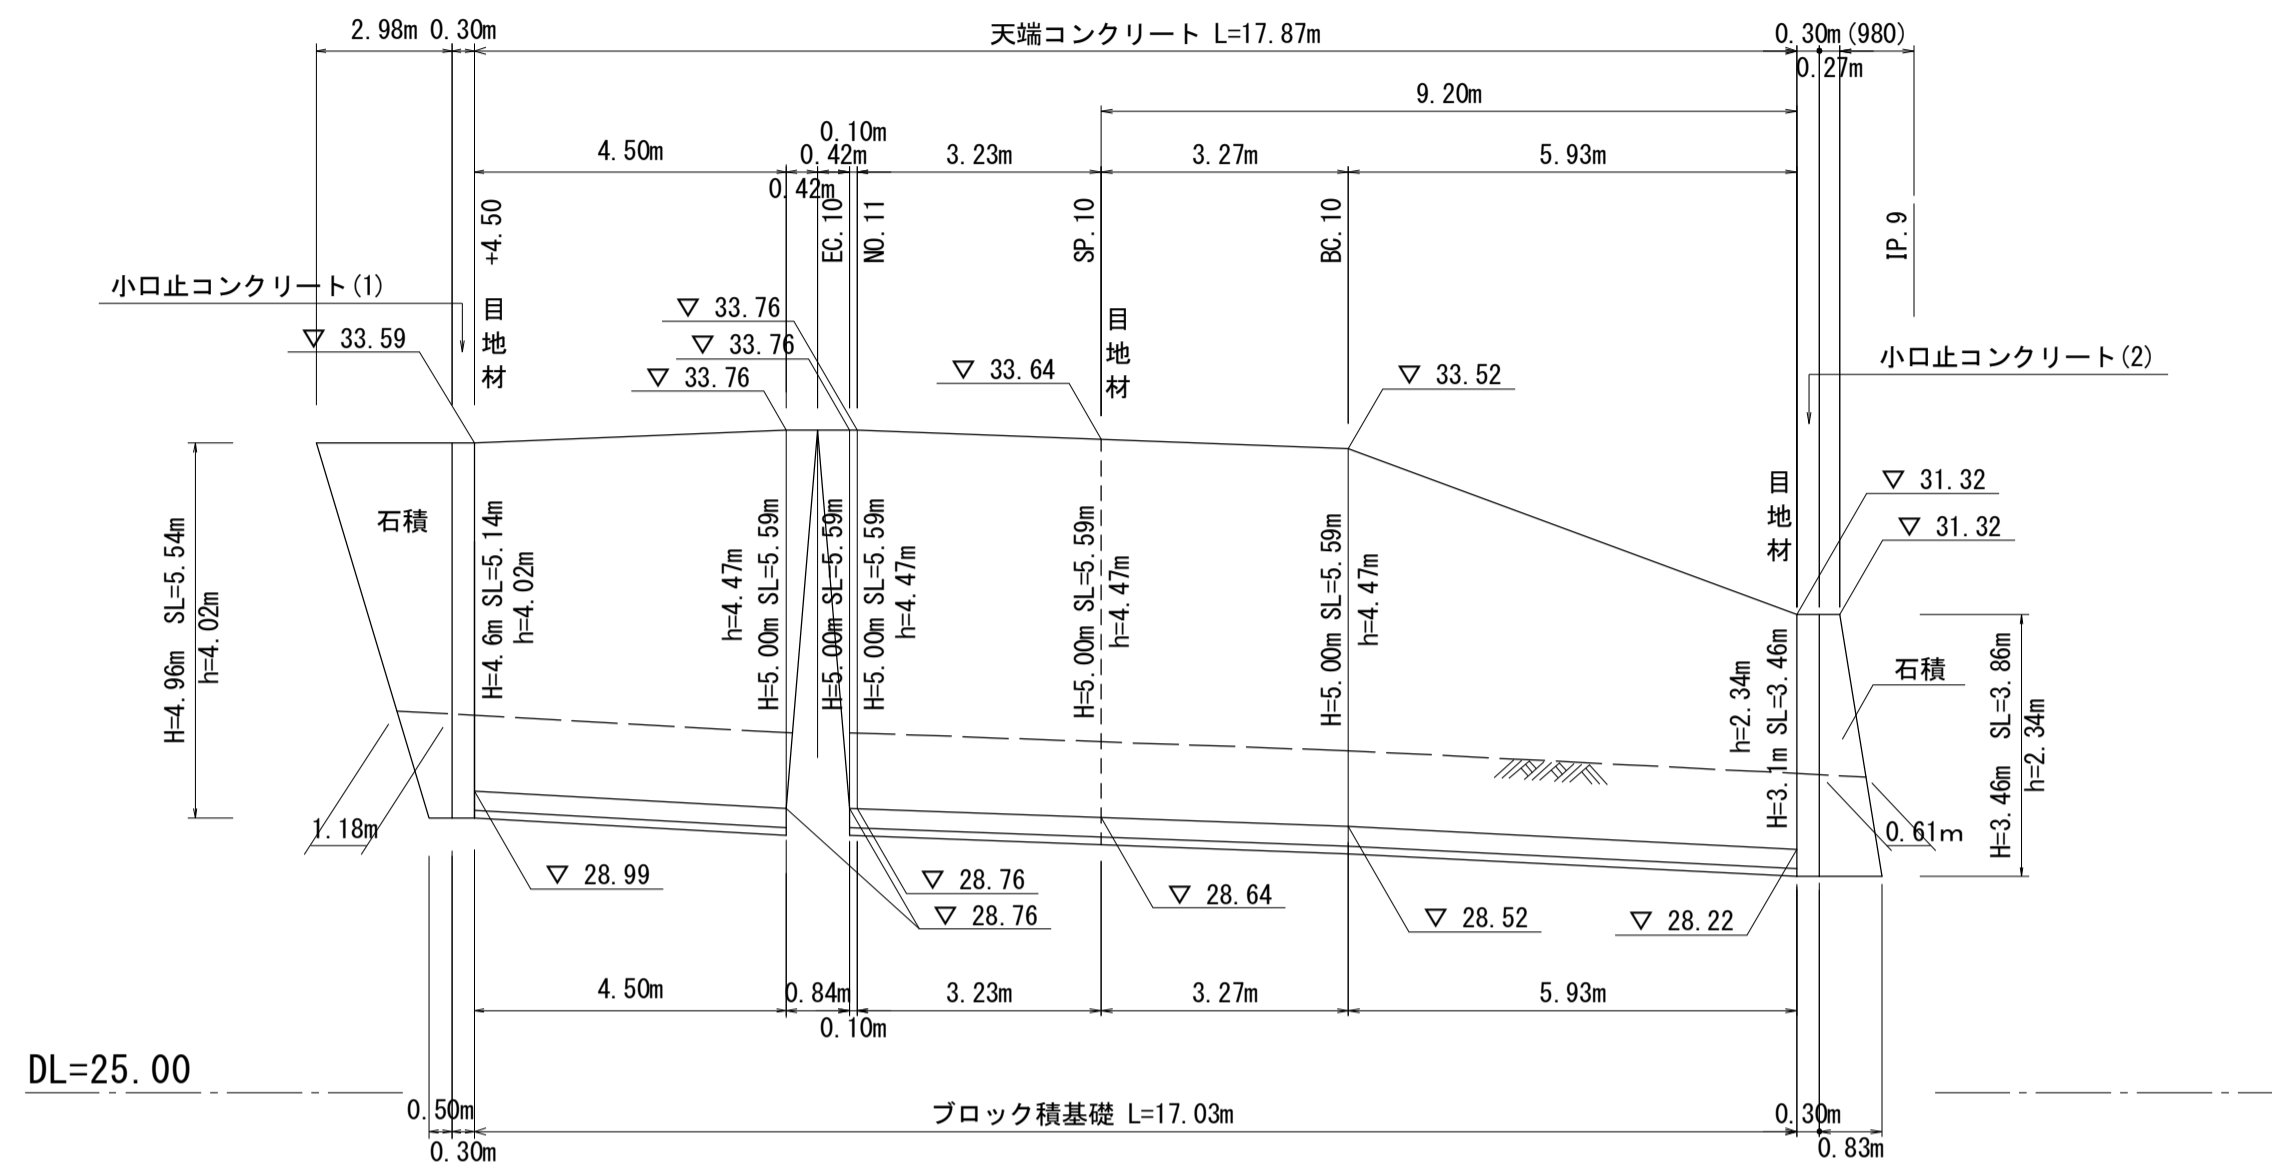 2.98m 0.30m
天端コンクリート L=17.87m
0.30m(980)
0.27m
9.20m
0.10m
4.50m
0.42m
3.23m
3.27m
5.93m
0.42m
+4.50
EC.10
NO.11
SP.10
BC.10
IP.9
小口止コンクリート(1)
目地材
▽ 33.76
▽ 33.59
▽ 33.76
▽ 33.76
▽ 33.64
目地材
▽ 33.52
小口止コンクリート(2)
目地材
▽ 31.32
▽ 31.32
石積
H=4.96m SL=5.54m
h=4.02m
H=4.6m SL=5.14m
h=4.02m
h=4.47m
H=5.00m SL=5.59m
H=5.00m SL=5.59m
H=5.00m SL=5.59m
h=4.47m
H=5.00m SL=5.59m
h=4.47m
H=5.00m SL=5.59m
h=4.47m
h=2.34m
H=3.1m SL=3.46m
石積
H=3.46m SL=3.86m
h=2.34m
1.18m
0.61m
▽ 28.99
▽ 28.76
▽ 28.76
▽ 28.64
▽ 28.52
▽ 28.22
4.50m
0.84m
3.23m
3.27m
5.93m
0.10m
DL=25.00
0.50m
ブロック積基礎 L=17.03m
0.30m
0.30m
0.83m